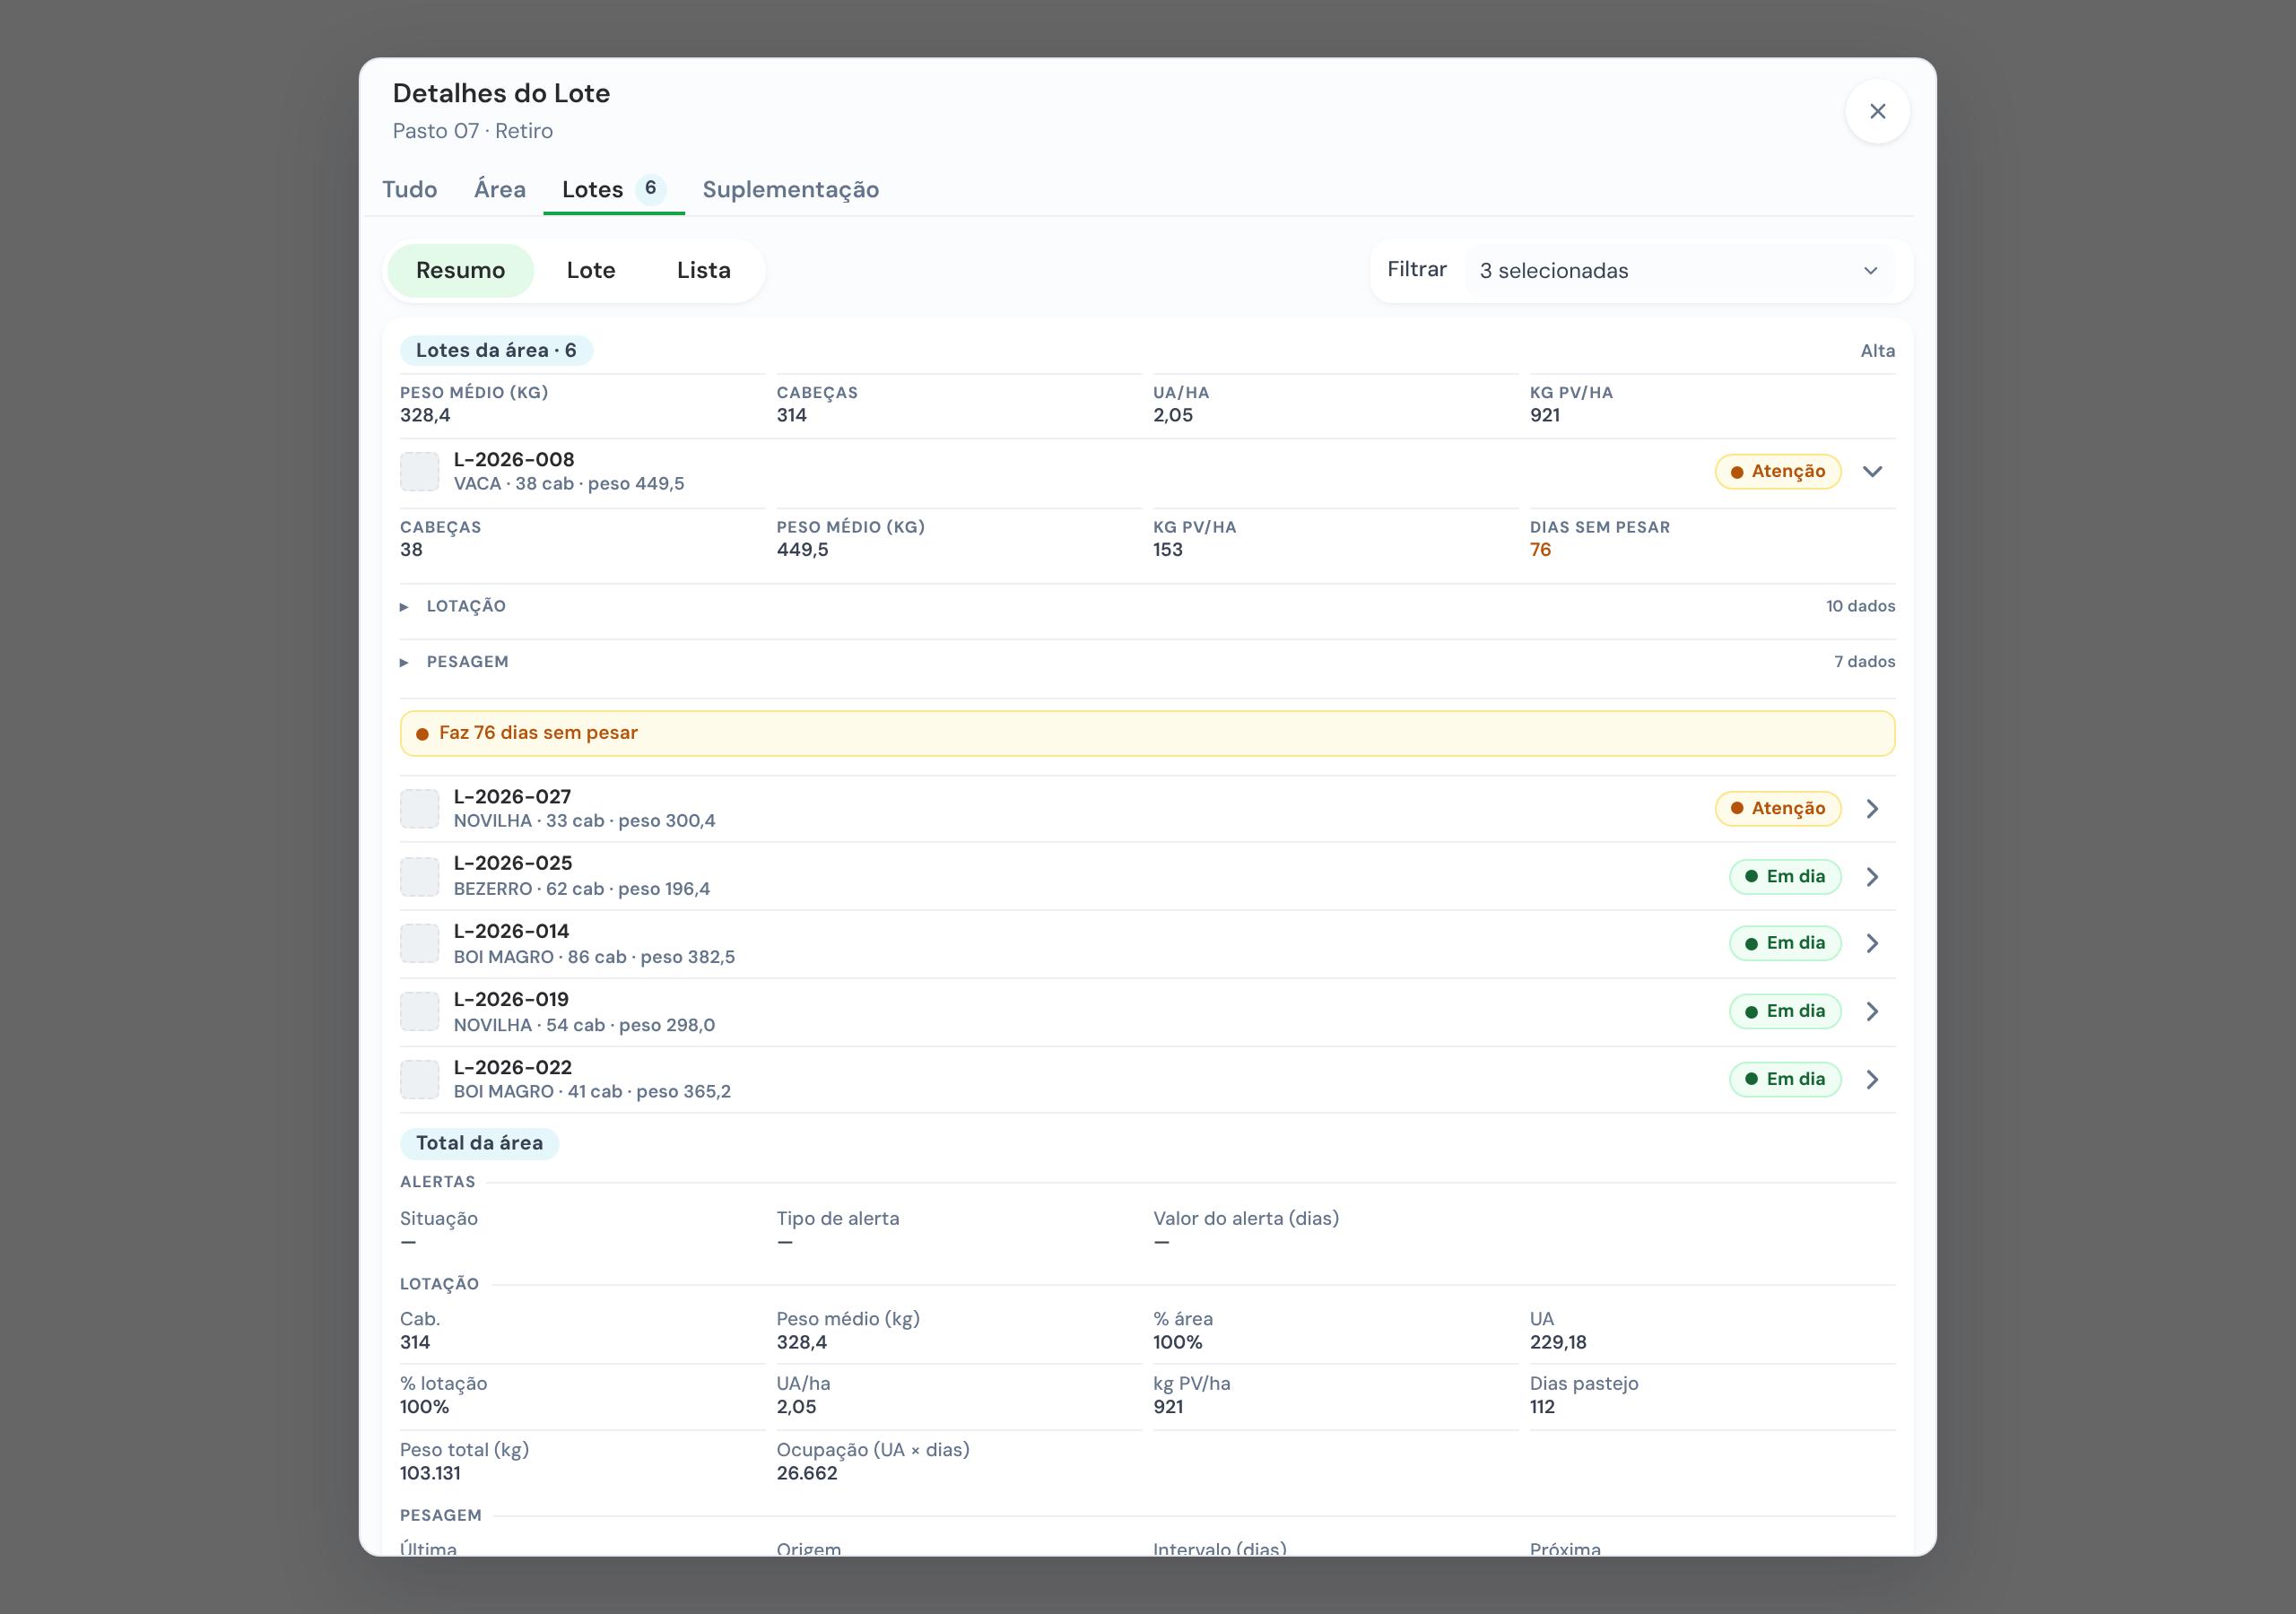 Detalhes do Lote
Pasto 07 · Retiro
Tudo Área Lotes 6 Suplementação
Resumo Lote Lista Filtrar 3 selecionadas
Lotes da área · 6 Alta
PESO MÉDIO (KG) CABEÇAS UA/HA KG PV/HA
328,4 314 2,05 921
L-2026-008
VACA · 38 cab · peso 449,5
Atenção
CABEÇAS PESO MÉDIO (KG) KG PV/HA DIAS SEM PESAR
38 449,5 153 76
▸ LOTAÇÃO 10 dados
▸ PESAGEM 7 dados
Faz 76 dias sem pesar
L-2026-027
NOVILHA · 33 cab · peso 300,4
Atenção
L-2026-025
BEZERRO · 62 cab · peso 196,4
Em dia
L-2026-014
BOI MAGRO · 86 cab · peso 382,5
Em dia
L-2026-019
NOVILHA · 54 cab · peso 298,0
Em dia
L-2026-022
BOI MAGRO · 41 cab · peso 365,2
Em dia
Total da área
ALERTAS
Situação Tipo de alerta Valor do alerta (dias)
— — —
LOTAÇÃO
Cab. Peso médio (kg) % área UA
314 328,4 100% 229,18
% lotação UA/ha kg PV/ha Dias pastejo
100% 2,05 921 112
Peso total (kg) Ocupação (UA × dias)
103.131 26.662
PESAGEM
Última Origem Intervalo (dias) Próxima